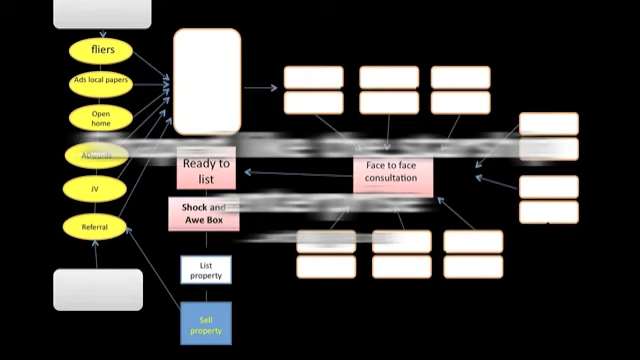 fliers
Ads local papers
Open
home
Adwords
JV
Referral
Ready to
list
Shock and
Awe Box
List
property
Sell
property
Face to face
consultation